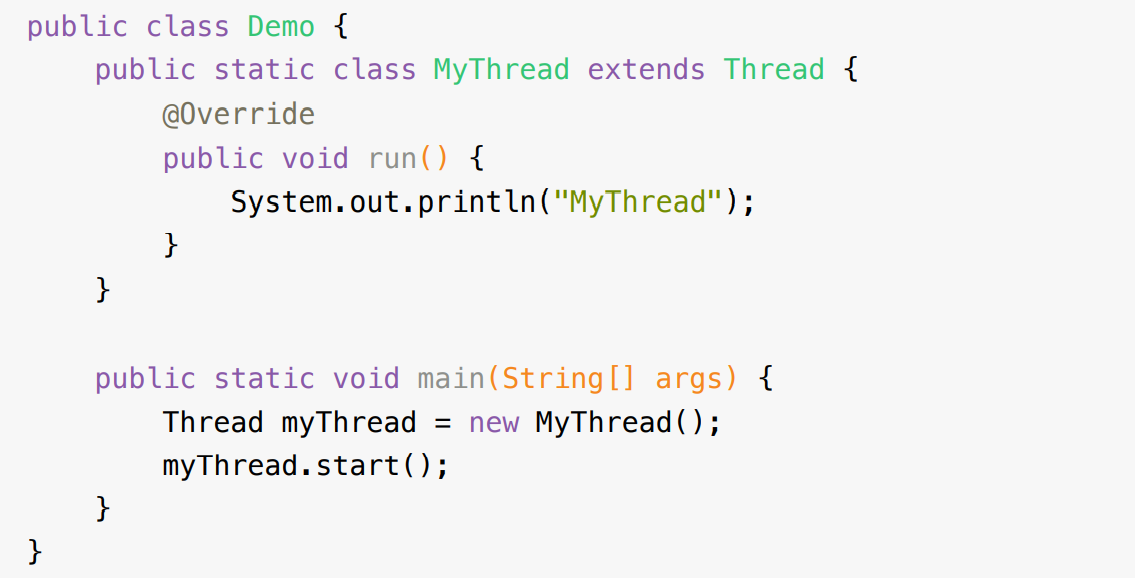 public class Demo {
    public static class MyThread extends Thread {
        @Override
        public void run() {
            System.out.println("MyThread");
        }
    }

    public static void main(String[] args) {
        Thread myThread = new MyThread();
        myThread.start();
    }
}